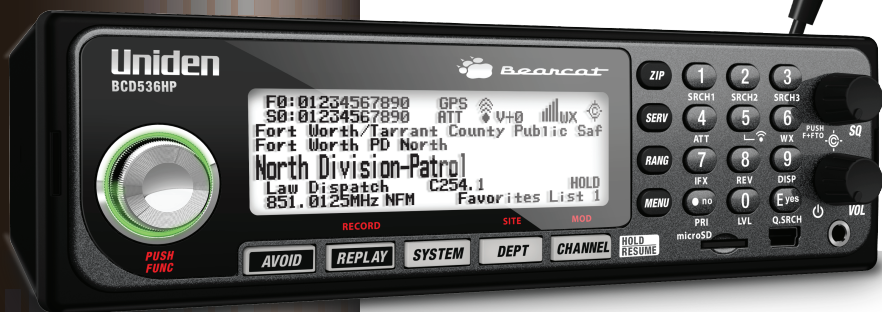 Uniden
BCD536HP
Bearcat
F0:01234567890 GPS
S0:01234567890 ATT V+0 WX C
Fort Worth/Tarrant County Public Saf
Fort Worth PD North
North Division-Patrol
Law Dispatch C254.1 HOLD
851.0125MHz NFM Favorites List 1
PUSH
FUNC
RECORD SITE MOD
AVOID REPLAY SYSTEM DEPT CHANNEL HOLD
RESUME
ZIP 1 2 3
SRCH1 SRCH2 SRCH3
SERV 4 5 6
ATT WX
RANG 7 8 9
IFX REV DISP
MENU • no 0 E yes
PRI LVL Q.SRCH
microSD
PUSH
F+FTO
SQ
C
VOL